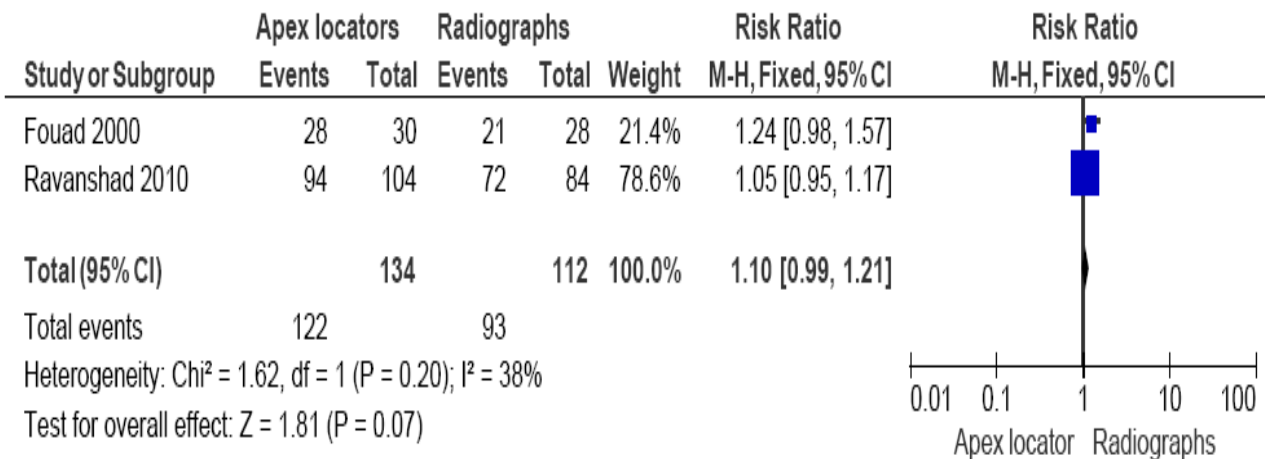 Apex locators Radiographs Risk Ratio Risk Ratio
Study or Subgroup Events Total Events Total Weight M-H, Fixed, 95% CI M-H, Fixed, 95% CI
Fouad 2000 28 30 21 28 21.4% 1.24 [0.98, 1.57]
Ravanshad 2010 94 104 72 84 78.6% 1.05 [0.95, 1.17]
Total (95% CI) 134 112 100.0% 1.10 [0.99, 1.21]
Total events 122 93
Heterogeneity: Chi² = 1.62, df = 1 (P = 0.20); I² = 38%
Test for overall effect: Z = 1.81 (P = 0.07)
0.01 0.1 1 10 100
Apex locator Radiographs